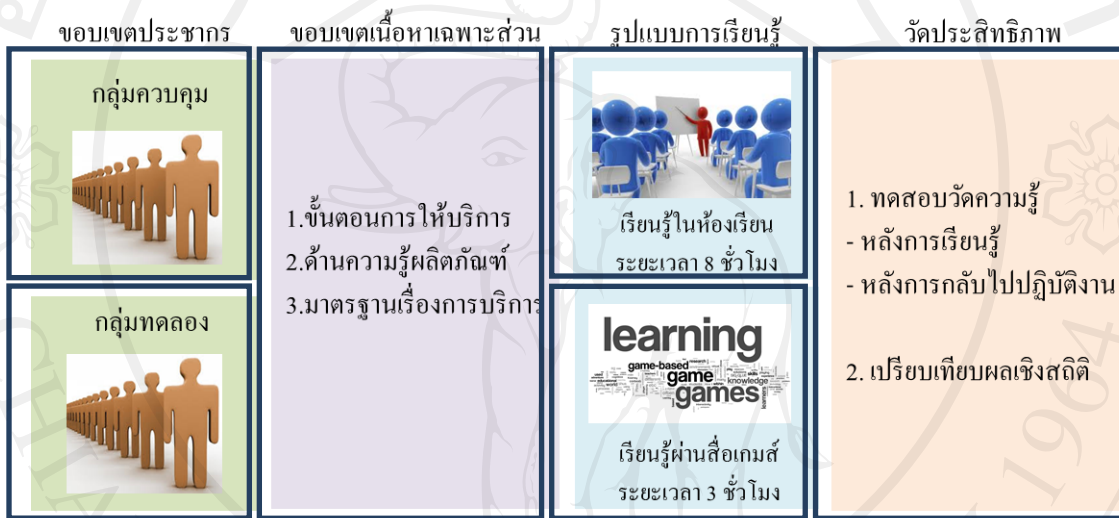 ขอบเขตประชากร
กลุ่มควบคุม
กลุ่มทดลอง
ขอบเขตเนื้อหาเฉพาะส่วน
1.ขั้นตอนการให้บริการ
2.ด้านความรู้ผลิตภัณฑ์
3.มาตรฐานเรื่องการบริการ
รูปแบบการเรียนรู้
เรียนรู้ในห้องเรียน
ระยะเวลา 8 ชั่วโมง
learning
game-based
game knowledge
games
เรียนรู้ผ่านสื่อเกมส์
ระยะเวลา 3 ชั่วโมง
วัดประสิทธิภาพ
1. ทดสอบวัดความรู้
- หลังการเรียนรู้
- หลังการกลับไปปฏิบัติงาน
2. เปรียบเทียบผลเชิงสถิติ
1964